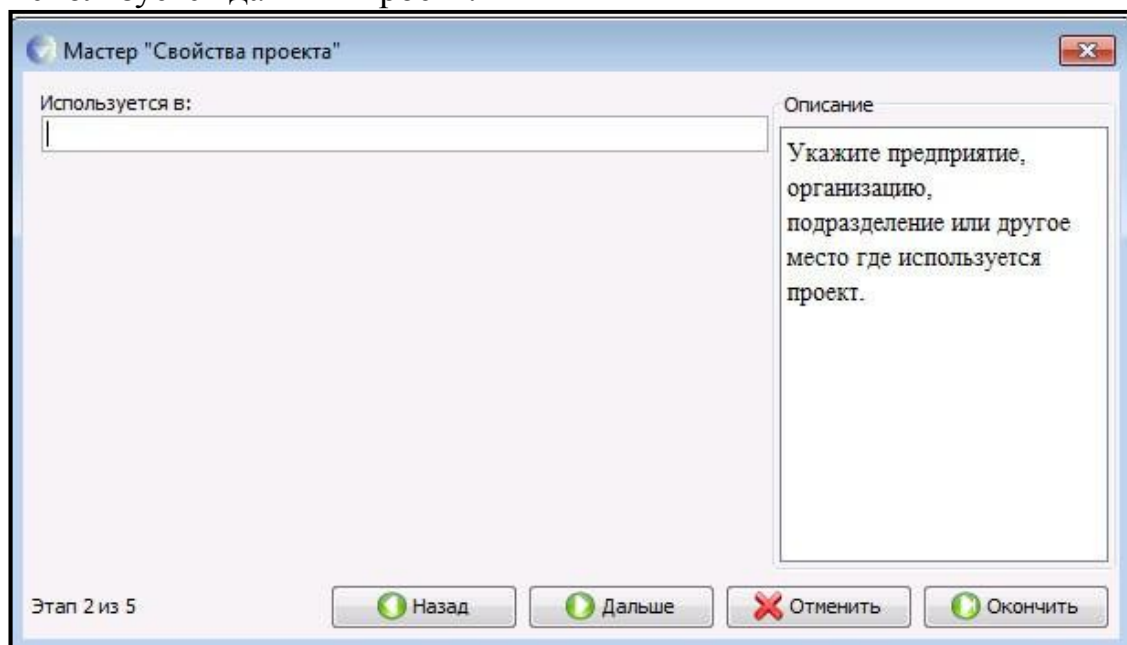 Мастер "Свойства проекта"
Используется в:
Описание
Укажите предприятие,
организацию,
подразделение или другое
место где используется
проект.
Этап 2 из 5
Назад
Дальше
Отменить
Окончить